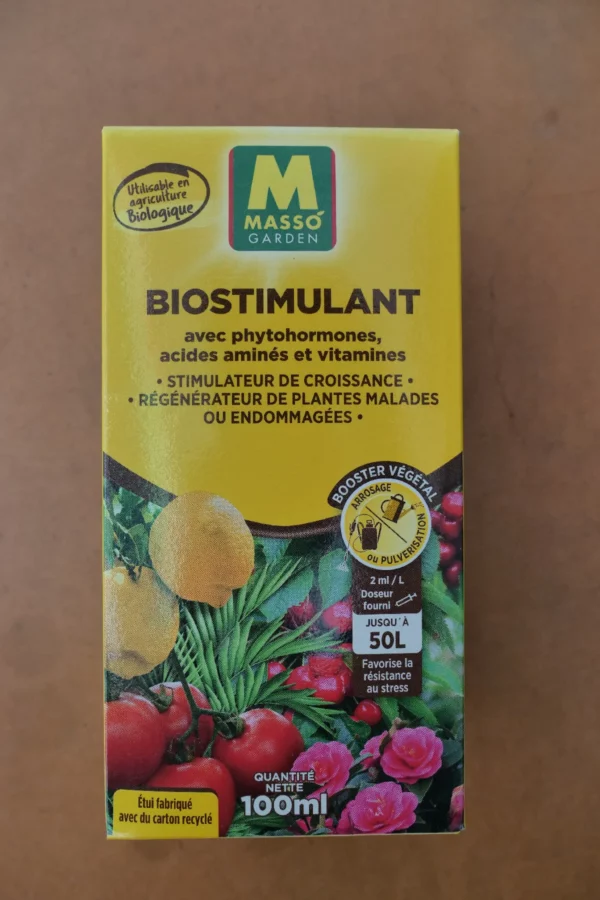 Utilisable en
agriculture
Biologique
M
MASSÓ
GARDEN
BIOSTIMULANT
avec phytohormones,
acides aminés et vitamines
• STIMULATEUR DE CROISSANCE •
• RÉGÉNÉRATEUR DE PLANTES MALADES
OU ENDOMMAGÉES •
BOOSTER VÉGÉTAL
ARROSAGE
ou PULVÉRISATION
2 ml / L
Doseur
fourni
JUSQU'À
50L
Favorise la
résistance
au stress
QUANTITÉ
NETTE
100ml
Étui fabriqué
avec du carton recyclé